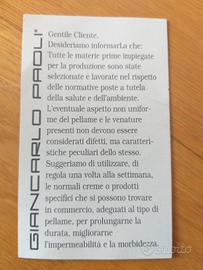 GIANCARLO PAOLI®
Gentile Cliente,
Desideriamo informarLa che:
Tutte le materie prime impiegate
per la produzione sono state
selezionate e lavorate nel rispetto
delle normative poste a tutela
della salute e dell'ambiente.
L'eventuale aspetto non unifor-
me del pellame e le venature
presenti non devono essere
considerati difetti, ma caratteri-
stiche peculiari dello stesso.
Suggeriamo di utilizzare, di
regola una volta alla settimana,
le normali creme o prodotti
specifici che si possono trovare
in commercio, adeguati al tipo di
pellame, per prolungarne la
durata, migliorarne
l'impermeabilità e la morbidezza.
subito